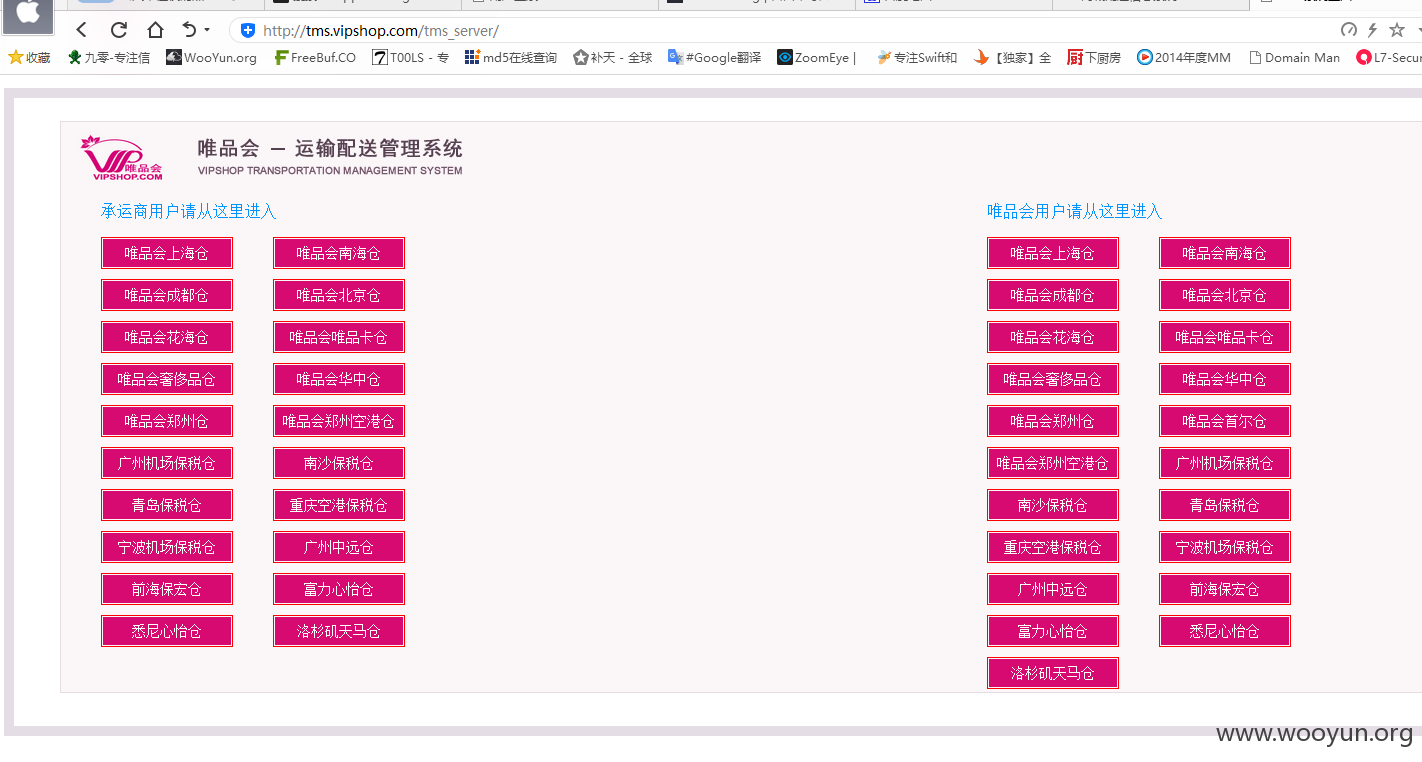 http://tms.vipshop.com/tms_server/
收藏 九零-专注信 WooYun.org FreeBuf.CO T00LS - 专 md5在线查询 补天 - 全球 #Google翻译 ZoomEye | 专注Swift和 【独家】全 下厨房 2014年度MM Domain Man L7-Secur
VIP唯品会
VIPSHOP.COM
唯品会 — 运输配送管理系统
VIPSHOP TRANSPORTATION MANAGEMENT SYSTEM
承运商用户请从这里进入
唯品会上海仓 唯品会南海仓
唯品会成都仓 唯品会北京仓
唯品会花海仓 唯品会唯品卡仓
唯品会奢侈品仓 唯品会华中仓
唯品会郑州仓 唯品会郑州空港仓
广州机场保税仓 南沙保税仓
青岛保税仓 重庆空港保税仓
宁波机场保税仓 广州中远仓
前海保宏仓 富力心怡仓
悉尼心怡仓 洛杉矶天马仓
唯品会用户请从这里进入
唯品会上海仓 唯品会南海仓
唯品会成都仓 唯品会北京仓
唯品会花海仓 唯品会唯品卡仓
唯品会奢侈品仓 唯品会华中仓
唯品会郑州仓 唯品会首尔仓
唯品会郑州空港仓 广州机场保税仓
南沙保税仓 青岛保税仓
重庆空港保税仓 宁波机场保税仓
广州中远仓 前海保宏仓
富力心怡仓 悉尼心怡仓
洛杉矶天马仓
www.wooyun.org